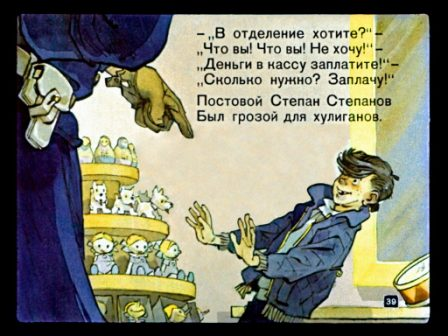 – „В отделение хотите?“ –
„Что вы! Что вы! Не хочу!“ –
„Деньги в кассу заплатите!“ –
„Сколько нужно? Заплачу!“
Постовой Степан Степанов
Был грозой для хулиганов.
39